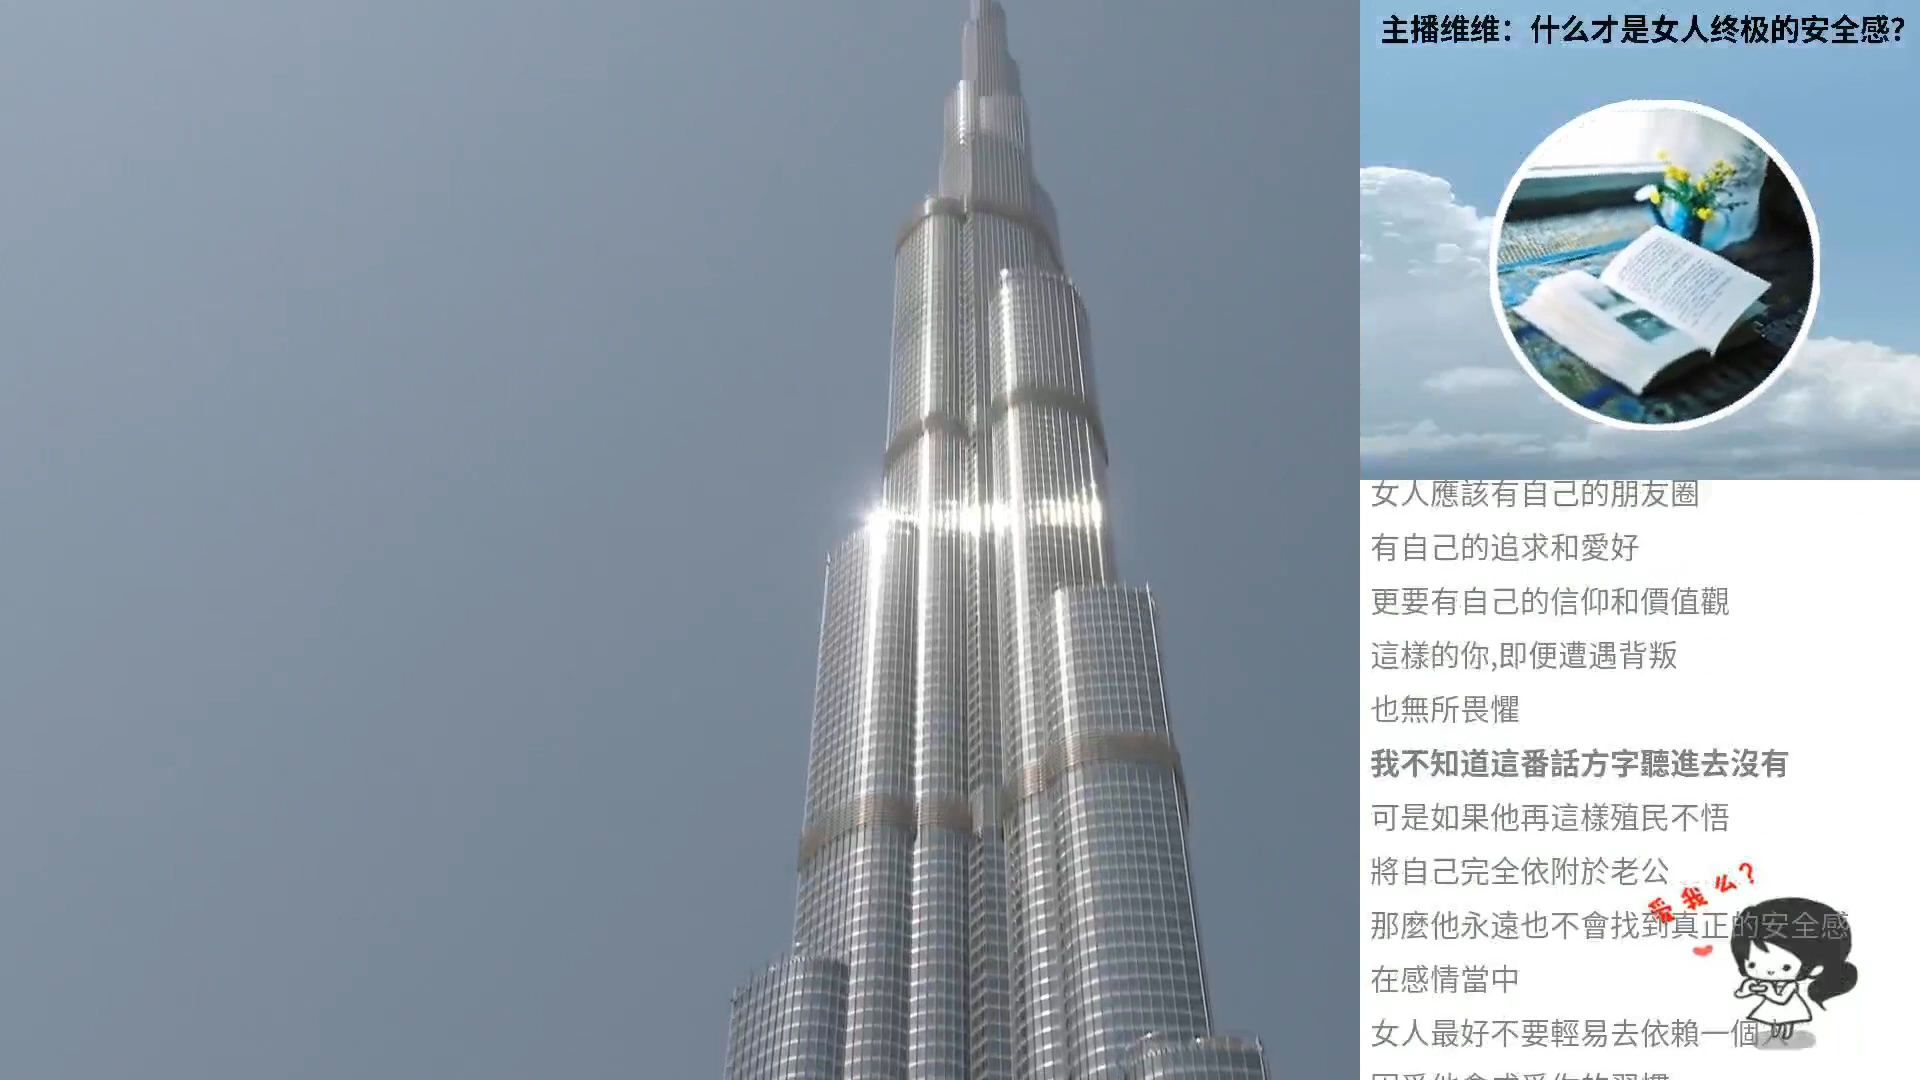 主播维维：什么才是女人终极的安全感？
女人應該有自己的朋友圈
有自己的追求和愛好
更要有自己的信仰和價值觀
這樣的你,即便遭遇背叛
也無所畏懼
我不知道這番話方字聽進去沒有
可是如果他再這樣殖民不悟
將自己完全依附於老公
爱我么？
那麼他永遠也不會找到真正的安全感
在感情當中
女人最好不要輕易去依賴一個人